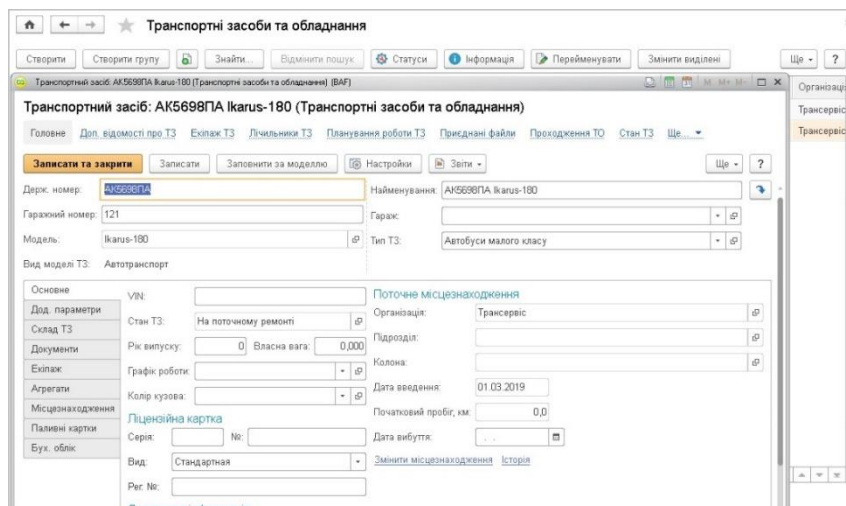 Транспортні засоби та обладнання
Створити Створити групу Знайти... Відмінити пошук Статуси Інформація Перейменувати Змінити виділені Ще ?
Транспортний засіб: АК5698ПА Ikarus-180 (Транспортні засоби та обладнання) (BAF) M M+ M-
Організаці
Транспортний засіб: АК5698ПА Ikarus-180 (Транспортні засоби та обладнання)
Трансервіс
Головне Доп. відомості про ТЗ Екіпаж ТЗ Лічильники ТЗ Планування роботи ТЗ Приєднані файли Проходження ТО Стан ТЗ Ще...
Трансервіс
Записати та закрити Записати Заповнити за моделлю Настройки Звіти Ще ?
Держ. номер: АК5698ПА Найменування: АК5698ПА Ikarus-180
Гаражний номер: 121 Гараж:
Модель: Ikarus-180 Тип ТЗ: Автобуси малого класу
Вид моделі ТЗ: Автотранспорт
Основне
Дод. параметри
Склад ТЗ
Документи
Екіпаж
Агрегати
Місцезнаходження
Паливні картки
Бух. облік
VIN:
Стан ТЗ: На поточному ремонті
Рік випуску: 0 Власна вага: 0,000
Графік роботи:
Колір кузова:
Ліцензійна картка
Серія: №:
Вид: Стандартная
Рег. №:
Поточне місцезнаходження
Організація: Трансервіс
Підрозділ:
Колона:
Дата введення: 01.03.2019
Початковий пробіг, км: 0,0
Дата вибуття: . .
Змінити місцезнаходження Історія